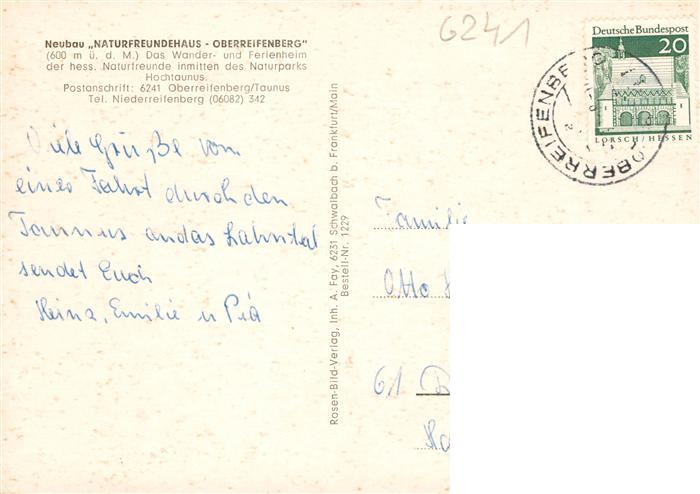 6241
Neubau „NATURFREUNDEHAUS - OBERREIFENBERG"
(600 m ü. d. M.) Das Wander- und Ferienheim
der hess. Naturfreunde inmitten des Naturparks
Hochtaunus.
Postanschrift: 6241 Oberreifenberg/Taunus
Tel. Niederreifenberg (06082) 342
Deutsche Bundespost
20
LORSCH/HESSEN
OBERREIFENBERG
Viele Grüße von
einer Fahrt durch den
Taunus an das Lahntal
sendet Euch
Heinz, Emilie u Pia
Rosen-Bild-Verlag, Inh. A. Fay, 6231 Schwalbach b. Frankfurt/Main
Bestell-Nr. 1229
Familie
Otto
61